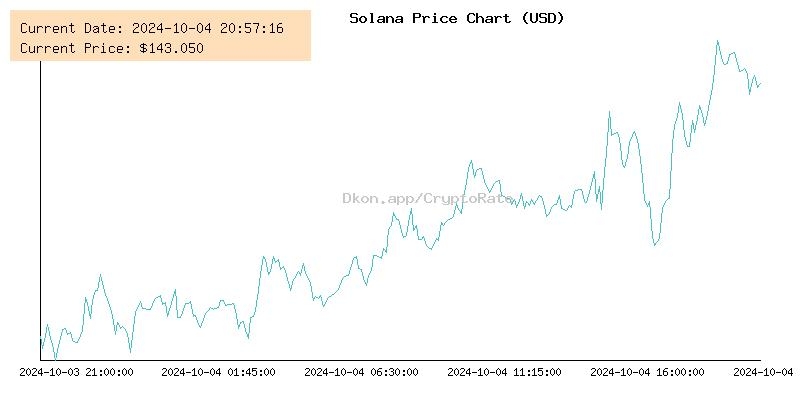 Solana Price Chart (USD)
Current Date: 2024-10-04 20:57:16
Current Price: $143.050
Dkon.app/CryptoRate
2024-10-03 21:00:00 2024-10-04 01:45:00 2024-10-04 06:30:00 2024-10-04 11:15:00 2024-10-04 16:00:00 2024-10-04